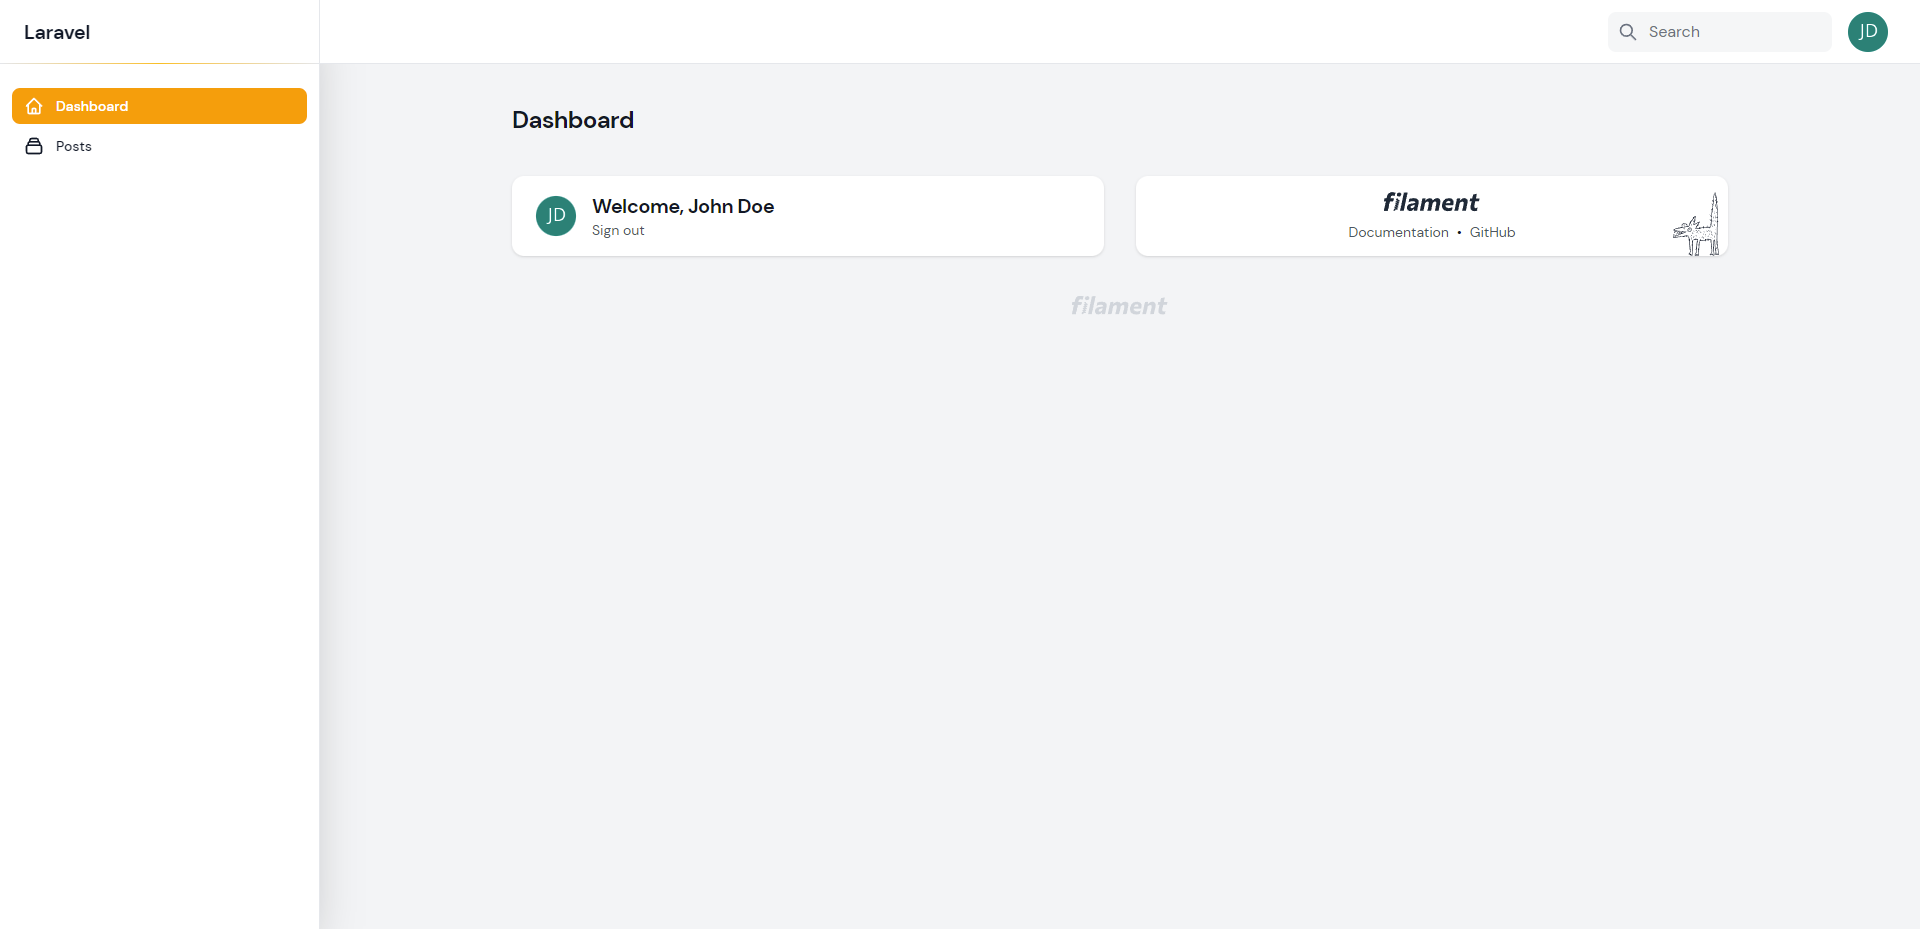 Laravel
Search
JD
Dashboard
Posts
Dashboard
JD
Welcome, John Doe
Sign out
filament
Documentation • GitHub
filament